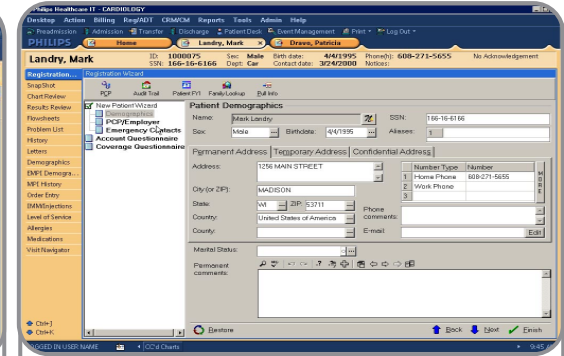 Philips Healthcare IT - CARDIOLOGY
Desktop Action Billing Reg/ADT CRM/CM Reports Tools Admin Help
Preadmission Admission Transfer Discharge Patient Desk Event Management Print Log Out
PHILIPS Home Landry, Mark Drave, Patricia
Landry, Mark ID: 1000075 Sex: Male Birth date: 4/4/1995 Phone(h): 608-271-5655 No Acknowledgement
SSN: 166-16-6166 Dept: Car Contact date: 3/24/2000 Notices:
Registration... Registration Wizard
SnapShot
Chart Review
Results Review
Flowsheets
Problem List
History
Letters
Demographics
EMPI Demogra...
MPI History
Order Entry
IMM/Injections
Level of Service
Allergies
Medications
Visit Navigator
PCP Audit Trail Patient FYI Family Lookup Pull Info
New Patient Wizard
Demographics
PCP/Employer
Emergency Contacts
Account Questionnaire
Coverage Questionnaire
Patient Demographics
Name: Mark Landry SSN: 166-16-6166
Sex: Male Birthdate: 4/4/1995 Aliases: 1
Permanent Address Temporary Address Confidential Address
Address: 1256 MAIN STREET
City (or ZIP): MADISON
State: WI ZIP: 53711
Country: United States of America
County:
Number Type Number
1 Home Phone 608-271-5655
2 Work Phone
3
MORE
Phone comments:
E-mail: Edit
Marital Status:
Permanent comments:
Restore Back Next Finish
Ctrl+J
Ctrl+K
LOGGED IN USER NAME CC'd Charts 9:45